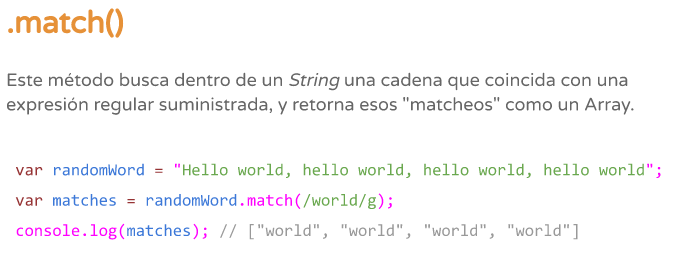 .match()
Este método busca dentro de un String una cadena que coincida con una
expresión regular suministrada, y retorna esos "matcheos" como un Array.
var randomWord = "Hello world, hello world, hello world, hello world";
var matches = randomWord.match(/world/g);
console.log(matches); // ["world", "world", "world", "world"]